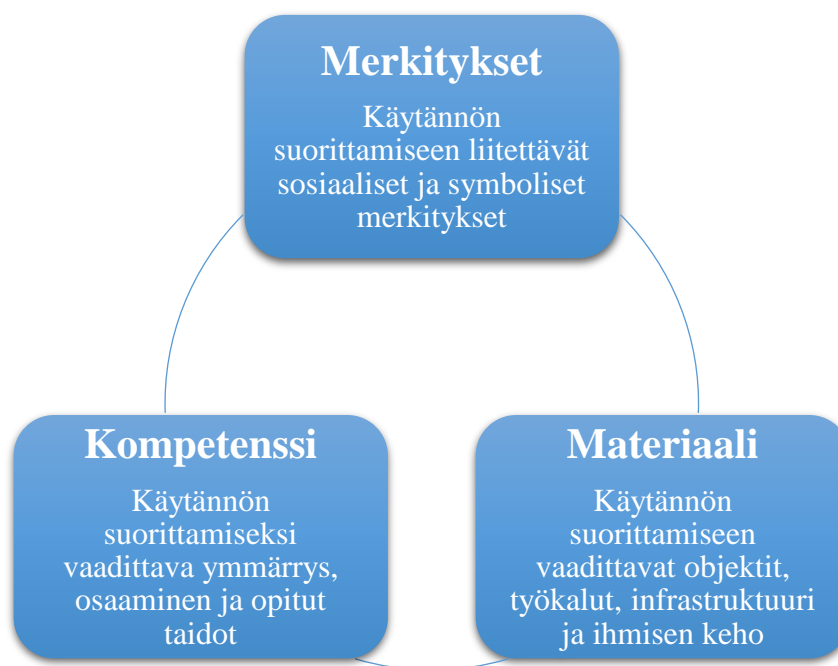 Merkitykset
Käytännön
suorittamiseen liitettävät
sosiaaliset ja symboliset
merkitykset
Kompetenssi
Käytännön
suorittamiseksi
vaadittava ymmärrys,
osaaminen ja opitut
taidot
Materiaali
Käytännön
suorittamiseen
vaadittavat objektit,
työkalut, infrastruktuuri
ja ihmisen keho